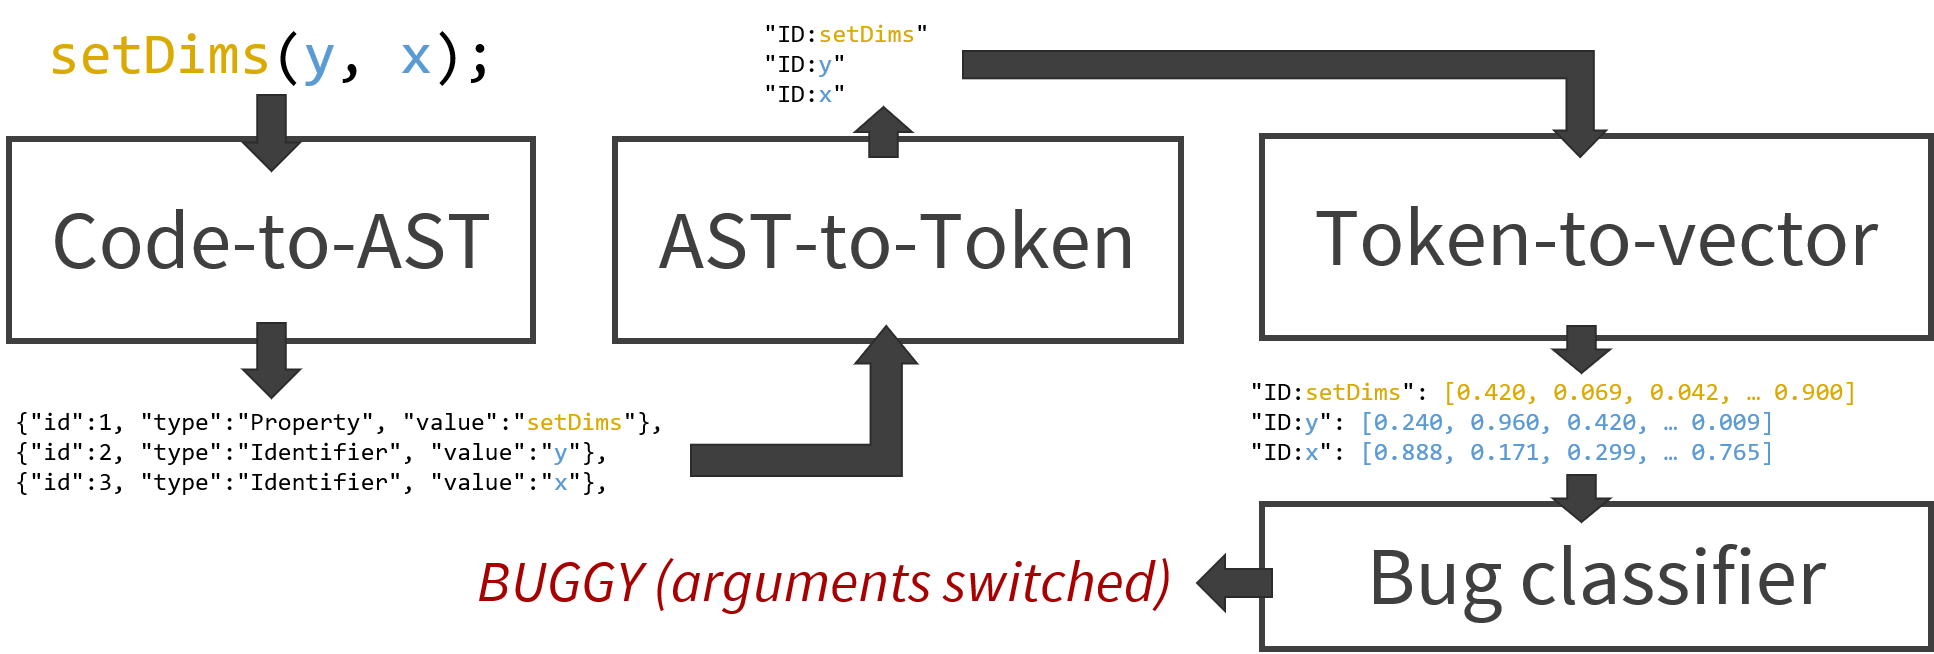 setDims(y, x);
Code-to-AST
{"id":1, "type":"Property", "value":"setDims"},
{"id":2, "type":"Identifier", "value":"y"},
{"id":3, "type":"Identifier", "value":"x"},
AST-to-Token
"ID:setDims"
"ID:y"
"ID:x"
Token-to-vector
"ID:setDims": [0.420, 0.069, 0.042, … 0.900]
"ID:y": [0.240, 0.960, 0.420, … 0.009]
"ID:x": [0.888, 0.171, 0.299, … 0.765]
Bug classifier
BUGGY (arguments switched)